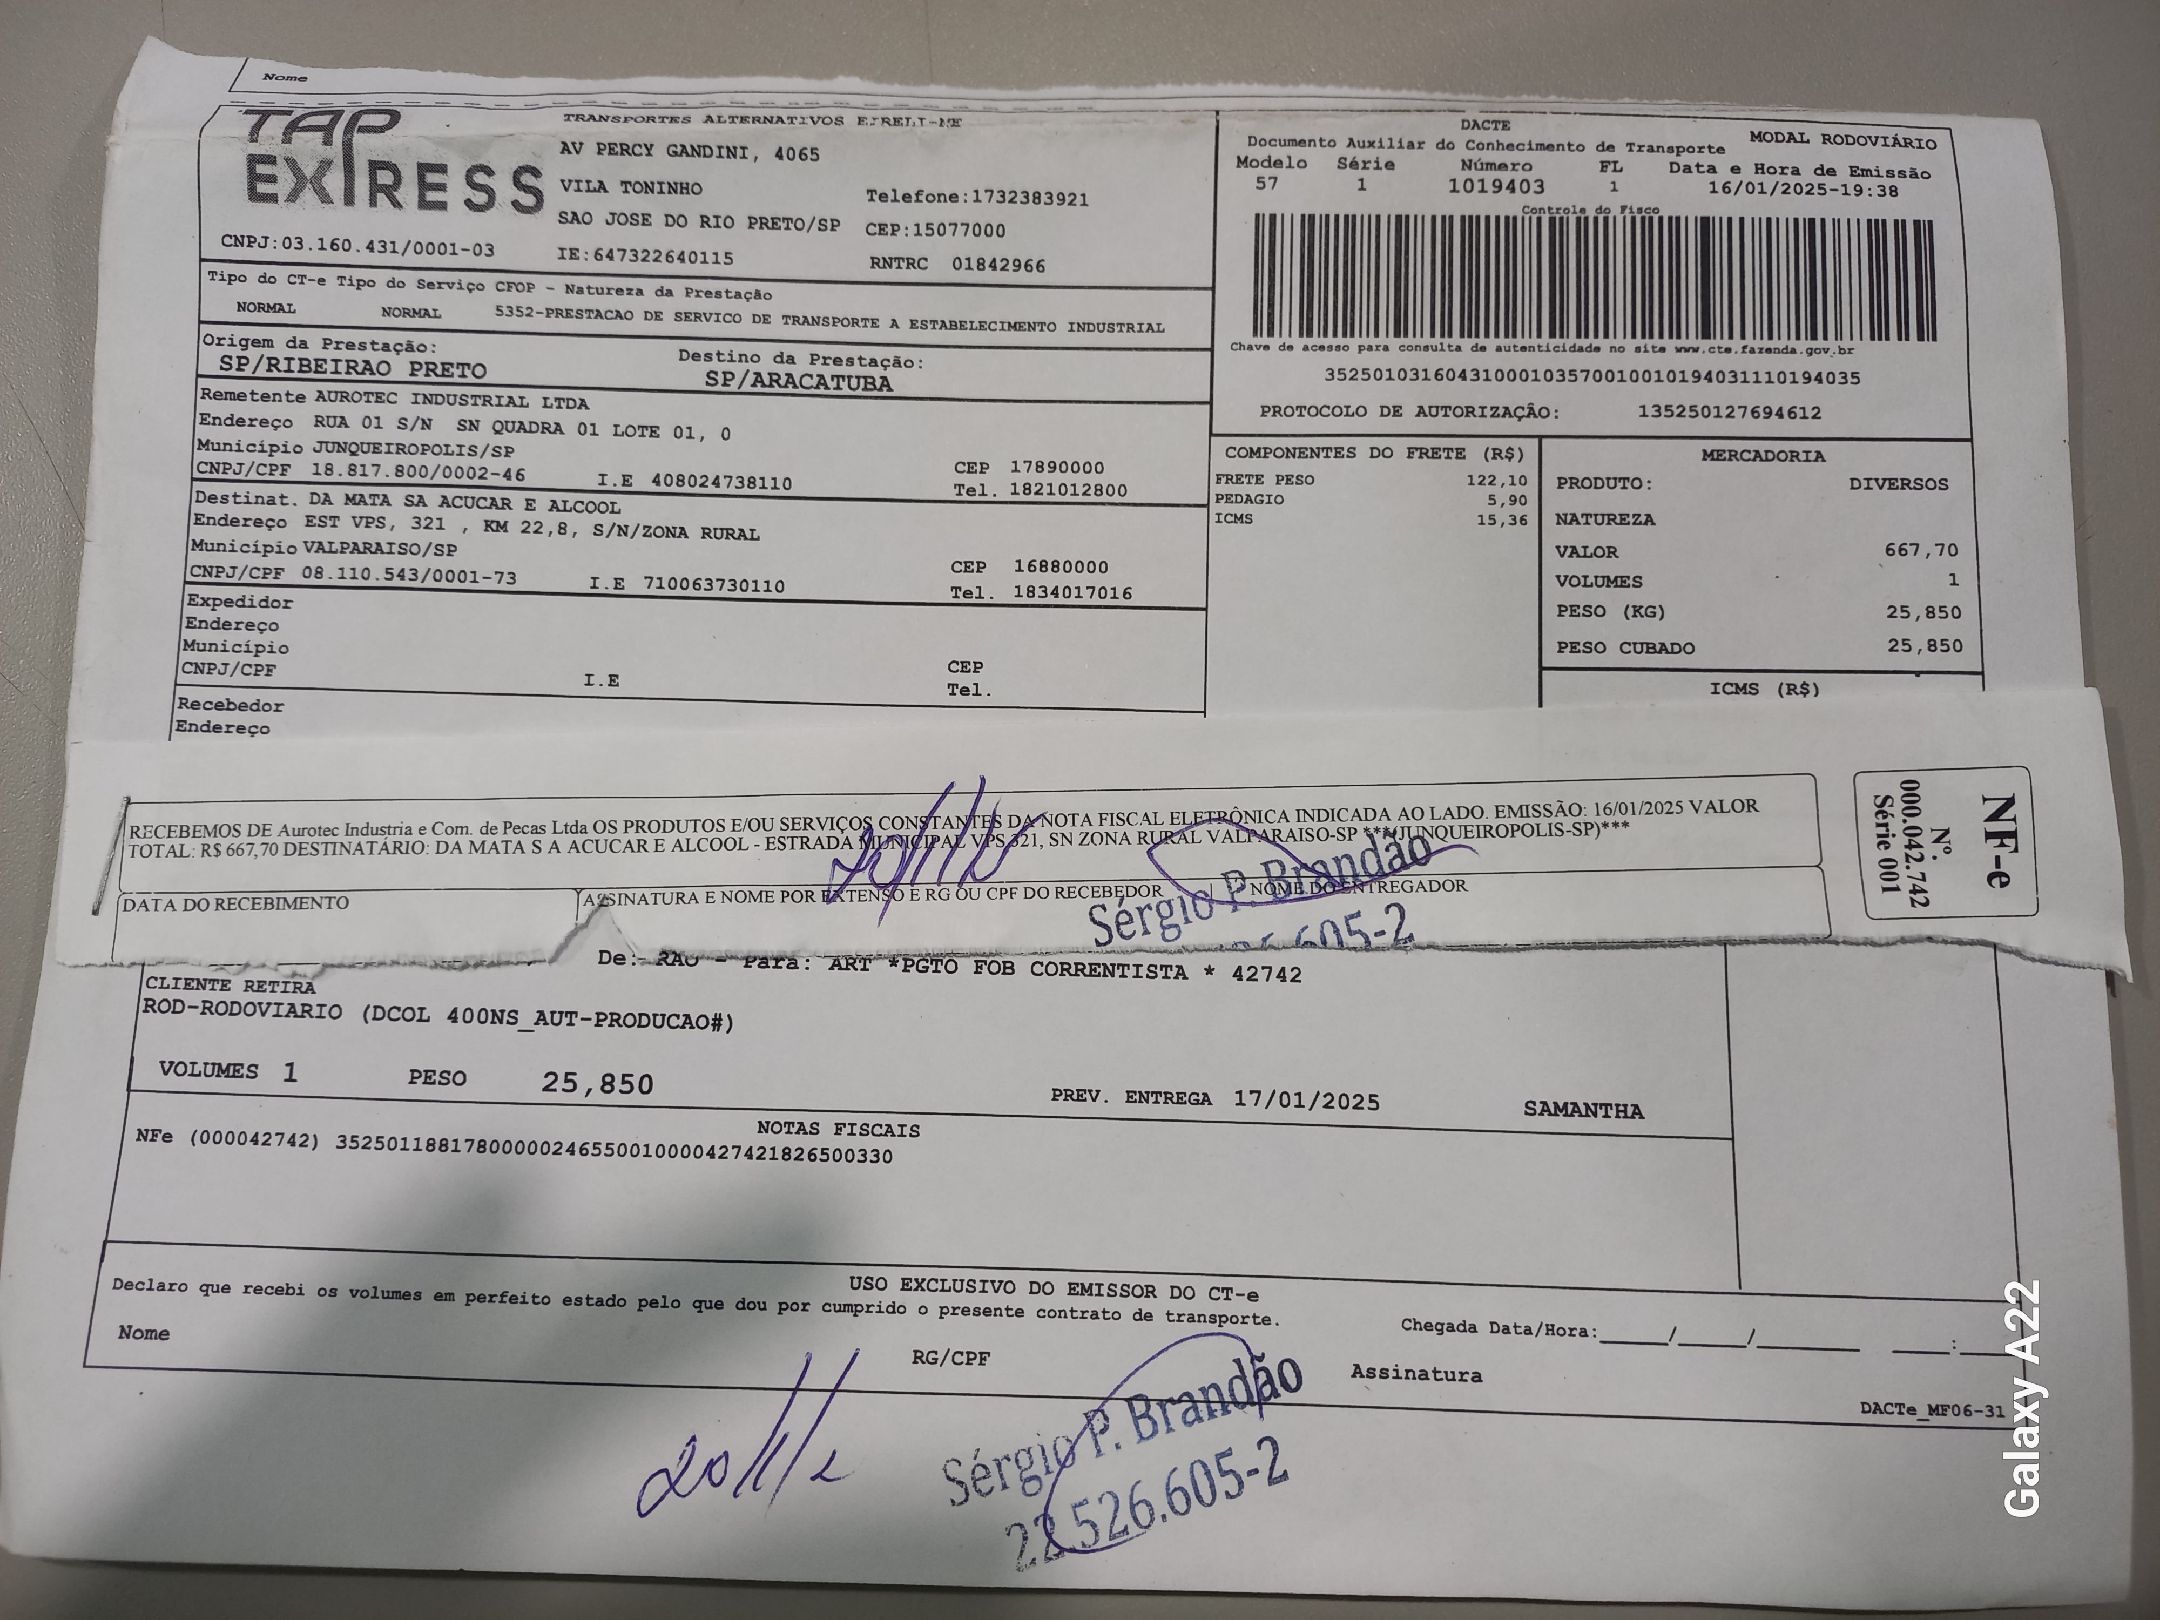 Nome
TAP EXPRESS
TRANSPORTES ALTERNATIVOS EIRELI-ME
AV PERCY GANDINI, 4065
VILA TONINHO
Telefone:1732383921
SAO JOSE DO RIO PRETO/SP CEP:15077000
CNPJ:03.160.431/0001-03 IE:647322640115 RNTRC 01842966
DACTE
Documento Auxiliar do Conhecimento de Transporte MODAL RODOVIÁRIO
Modelo Série Número FL Data e Hora de Emissão
57 1 1019403 1 16/01/2025-19:38
Controle do Fisco
Chave de acesso para consulta de autenticidade no site www.cte.fazenda.gov.br
35250103160431000103570010010194031110194035
PROTOCOLO DE AUTORIZAÇÃO: 135250127694612
Tipo do CT-e Tipo do Serviço CFOP - Natureza da Prestação
NORMAL NORMAL 5352-PRESTACAO DE SERVICO DE TRANSPORTE A ESTABELECIMENTO INDUSTRIAL
Origem da Prestação: Destino da Prestação:
SP/RIBEIRAO PRETO SP/ARACATUBA
Remetente AUROTEC INDUSTRIAL LTDA
Endereço RUA 01 S/N SN QUADRA 01 LOTE 01, 0
Município JUNQUEIROPOLIS/SP CEP 17890000
CNPJ/CPF 18.817.800/0002-46 I.E 408024738110 Tel. 1821012800
Destinat. DA MATA SA ACUCAR E ALCOOL
Endereço EST VPS, 321 , KM 22,8, S/N/ZONA RURAL
Município VALPARAISO/SP CEP 16880000
CNPJ/CPF 08.110.543/0001-73 I.E 710063730110 Tel. 1834017016
Expedidor
Endereço
Município CEP
CNPJ/CPF I.E Tel.
Recebedor
Endereço
COMPONENTES DO FRETE (R$)
FRETE PESO 122,10
PEDAGIO 5,90
ICMS 15,36
MERCADORIA
PRODUTO: DIVERSOS
NATUREZA
VALOR 667,70
VOLUMES 1
PESO (KG) 25,850
PESO CUBADO 25,850
ICMS (R$)
RECEBEMOS DE Aurotec Industria e Com. de Pecas Ltda OS PRODUTOS E/OU SERVIÇOS CONSTANTES DA NOTA FISCAL ELETRÔNICA INDICADA AO LADO. EMISSÃO: 16/01/2025 VALOR
TOTAL: R$ 667,70 DESTINATÁRIO: DA MATA S A ACUCAR E ALCOOL - ESTRADA MUNICIPAL VPS 321, SN ZONA RURAL VALPARAISO-SP ***(JUNQUEIROPOLIS-SP)***
DATA DO RECEBIMENTO ASSINATURA E NOME POR EXTENSO E RG OU CPF DO RECEBEDOR NOME DO ENTREGADOR
NF-e
Nº.
000.042.742
Série 001
Sérgio P. Brandão
605-2
De: RAO - Para: ART *PGTO FOB CORRENTISTA * 42742
CLIENTE RETIRA
ROD-RODOVIARIO (DCOL 400NS_AUT-PRODUCAO#)
VOLUMES 1 PESO 25,850 PREV. ENTREGA 17/01/2025 SAMANTHA
NOTAS FISCAIS
NFe (000042742) 35250118817800000246550010000427421826500330
USO EXCLUSIVO DO EMISSOR DO CT-e
Declaro que recebi os volumes em perfeito estado pelo que dou por cumprido o presente contrato de transporte.
Nome RG/CPF Assinatura Chegada Data/Hora:_____/_____/_______ ____:____
DACTe_MF06-31
20/1/2
Sérgio P. Brandão
22.526.605-2
Galaxy A22